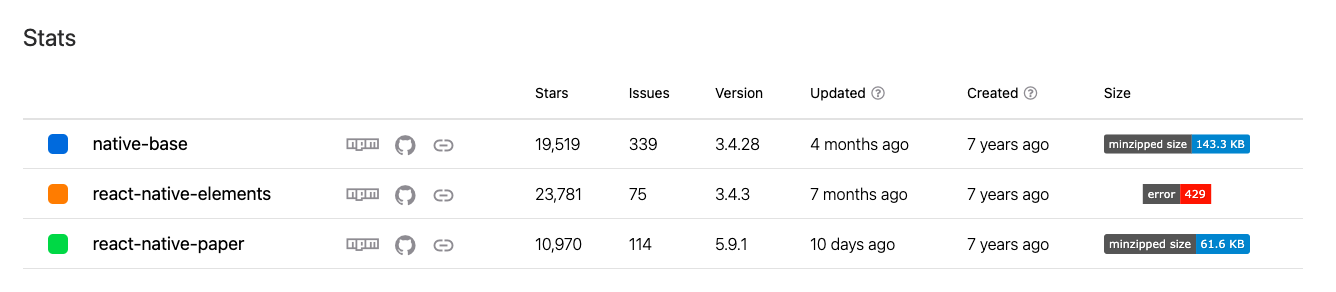 Stats
Stars Issues Version Updated ? Created ? Size
native-base npm 19,519 339 3.4.28 4 months ago 7 years ago minzipped size 143.3 KB
react-native-elements npm 23,781 75 3.4.3 7 months ago 7 years ago error 429
react-native-paper npm 10,970 114 5.9.1 10 days ago 7 years ago minzipped size 61.6 KB